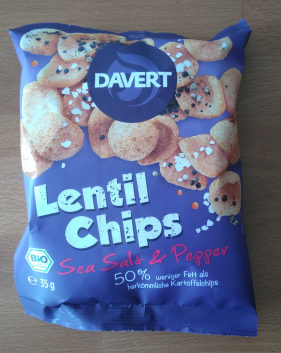 DAVERT
Lentil
Chips
Sea Salt & Pepper
BIO
50% weniger Fett als
herkömmliche Kartoffelchips
℮ 35 g